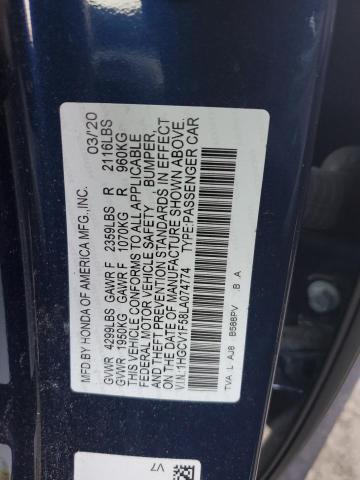 MFD.BY HONDA OF AMERICA MFG.,INC. 03/20
GVWR 4299LBS GAWR F 2359LBS R 2116LBS
GVWR 1950KG GAWR F 1070KG R 960KG
THIS VEHICLE CONFORMS TO ALL APPLICABLE
FEDERAL MOTOR VEHICLE SAFETY BUMPER,
AND THEFT PREVENTION STANDARDS IN EFFECT
ON THE DATE OF MANUFACTURE SHOWN ABOVE.
V.I.N.:1HGCV1F58LA074774 TYPE:PASSENGER CAR
TVA L AJ8 B588PV B A
V7